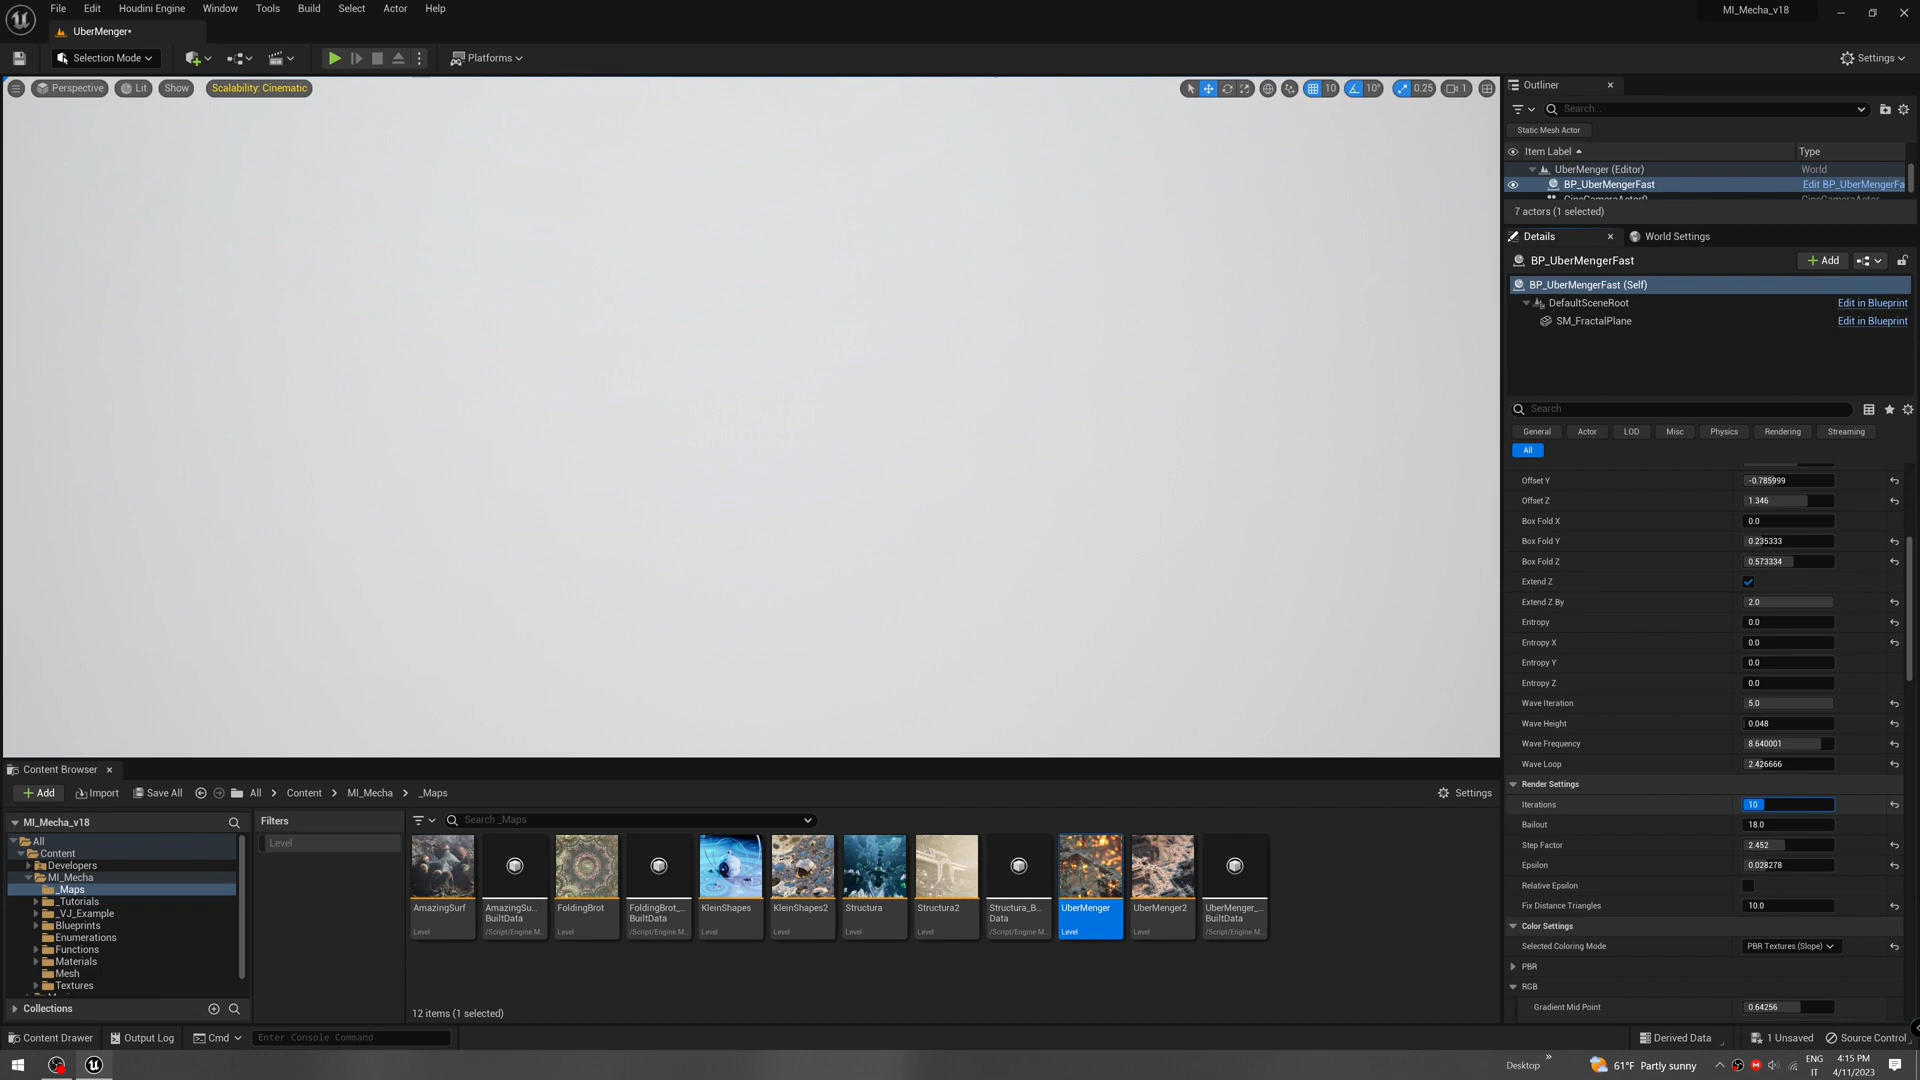 File Edit Houdini Engine Window Tools Build Select Actor Help
MI_Mecha_v18
UberMenger*
Selection Mode
Platforms
Settings
Perspective
Lit
Show
Scalability: Cinematic
10
10°
0.25
1
Outliner
Search...
Static Mesh Actor
Item Label
Type
UberMenger (Editor)
World
BP_UberMengerFast
Edit BP_UberMengerFa
7 actors (1 selected)
Details
World Settings
BP_UberMengerFast
Add
BP_UberMengerFast (Self)
DefaultSceneRoot
Edit in Blueprint
SM_FractalPlane
Edit in Blueprint
Search
General
Actor
LOD
Misc
Physics
Rendering
Streaming
All
Offset Y
-0.785999
Offset Z
1.346
Box Fold X
0.0
Box Fold Y
0.235333
Box Fold Z
0.573334
Extend Z
Extend Z By
2.0
Entropy
0.0
Entropy X
0.0
Entropy Y
0.0
Entropy Z
0.0
Wave Iteration
5.0
Wave Height
0.048
Wave Frequency
8.640001
Wave Loop
2.426666
Render Settings
Iterations
10
Bailout
18.0
Step Factor
2.452
Epsilon
0.028278
Relative Epsilon
Fix Distance Triangles
10.0
Color Settings
Selected Coloring Mode
PBR Textures (Slope)
PBR
RGB
Gradient Mid Point
0.64256
Content Browser
Add
Import
Save All
All
Content
MI_Mecha
_Maps
Settings
MI_Mecha_v18
All
Content
Developers
MI_Mecha
_Maps
_Tutorials
_VJ_Example
Blueprints
Enumerations
Functions
Materials
Mesh
Textures
Collections
Filters
Level
Search _Maps
AmazingSurf
Level
AmazingSu...
BuiltData
/Script/Engine.M...
FoldingBrot
Level
FoldingBrot_...
BuiltData
/Script/Engine.M...
KleinShapes
Level
KleinShapes2
Level
Structura
Level
Structura2
Level
Structura_B...
Data
/Script/Engine.M...
UberMenger
Level
UberMenger2
Level
UberMenger_...
BuiltData
/Script/Engine.M...
12 items (1 selected)
Content Drawer
Output Log
Cmd
Enter Console Command
Derived Data
1 Unsaved
Source Control
Desktop
61°F Partly sunny
ENG
IT
4:15 PM
4/11/2023